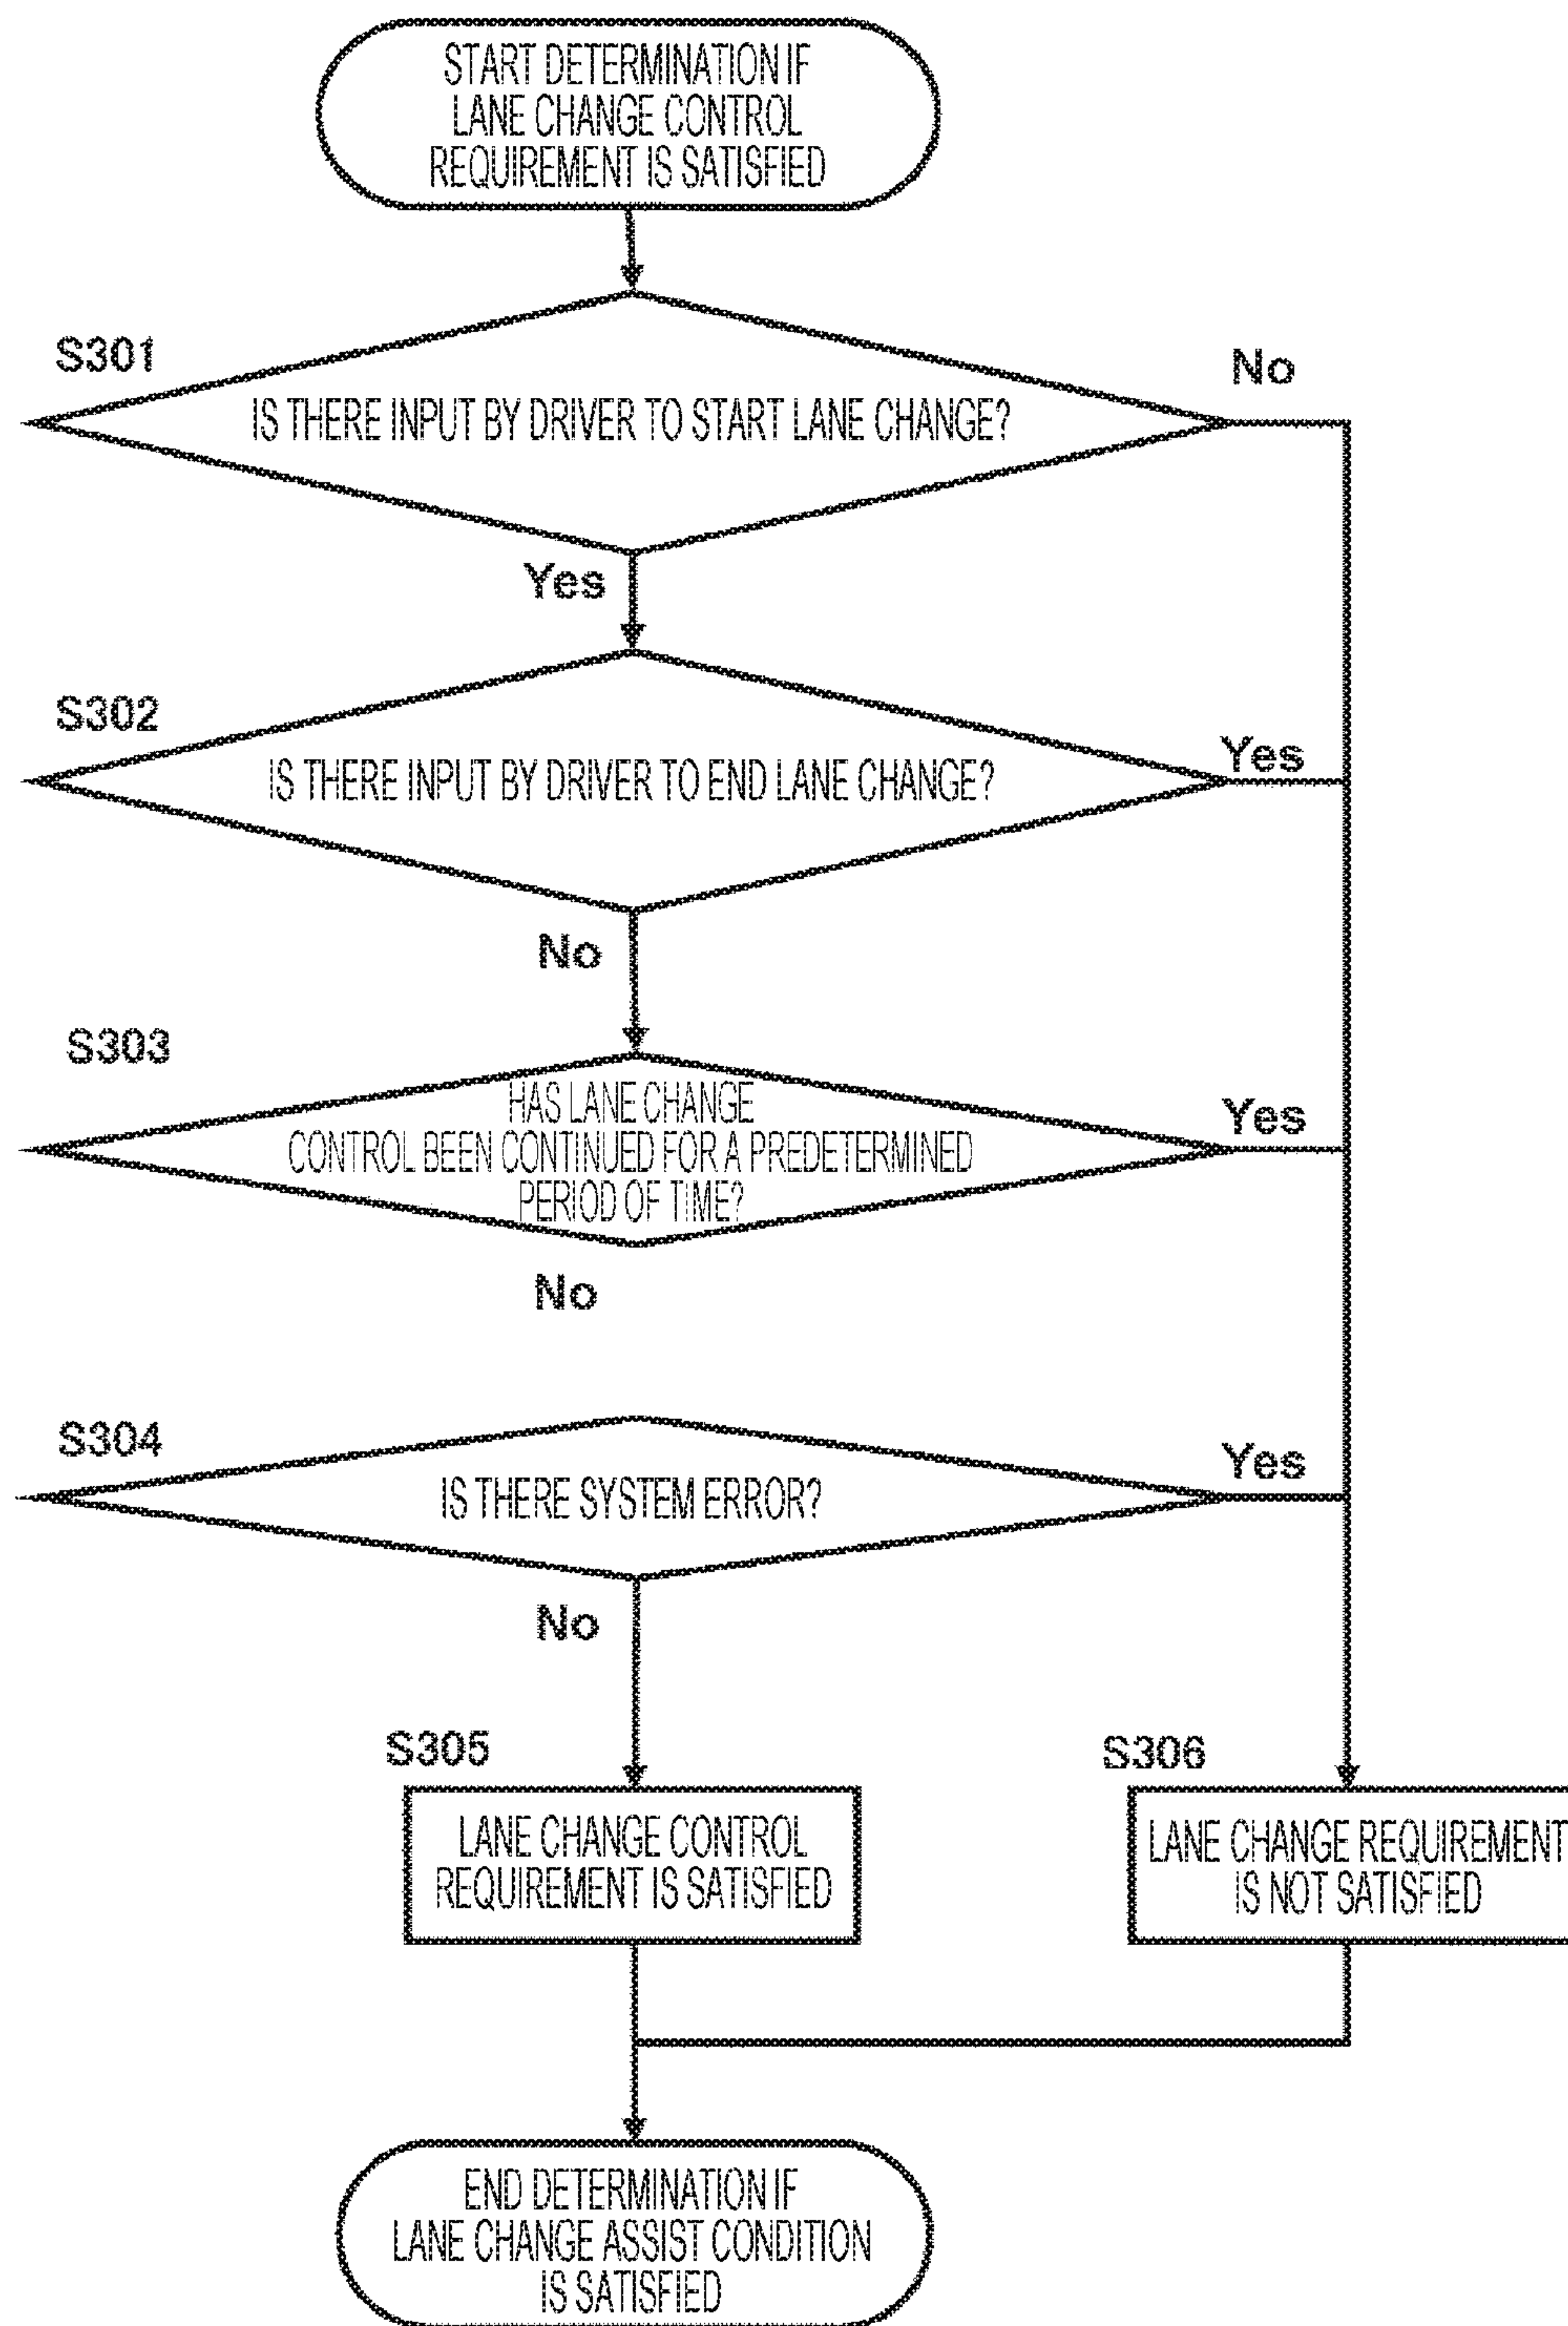 START DETERMINATION IF
LANE CHANGE CONTROL
REQUIREMENT IS SATISFIED
S301
No
IS THERE INPUT BY DRIVER TO START LANE CHANGE?
Yes
S302
Yes
IS THERE INPUT BY DRIVER TO END LANE CHANGE?
No
S303
HAS LANE CHANGE
CONTROL BEEN CONTINUED FOR A PREDETERMINED
PERIOD OF TIME?
Yes
No
S304
Yes
IS THERE SYSTEM ERROR?
No
S305
LANE CHANGE CONTROL
REQUIREMENT IS SATISFIED
S306
LANE CHANGE REQUIREMENT
IS NOT SATISFIED
END DETERMINATION IF
LANE CHANGE ASSIST CONDITION
IS SATISFIED